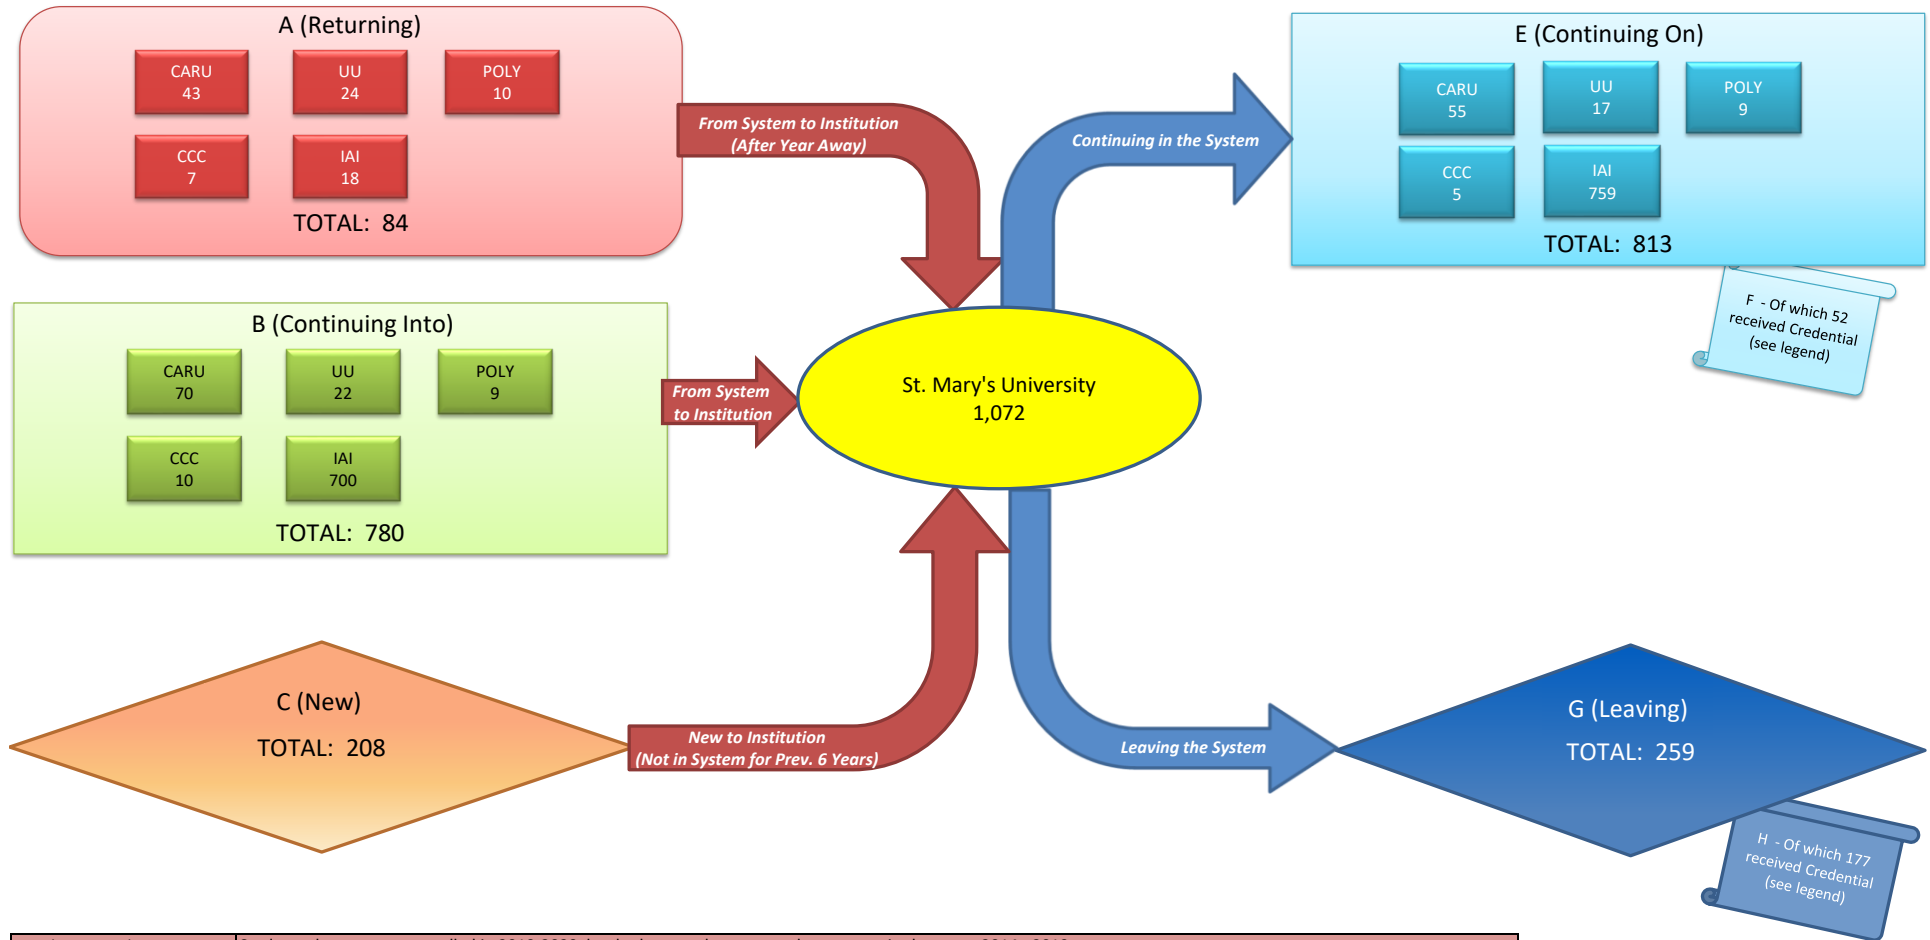 A (Returning)
CARU
43
UU
24
POLY
10
CCC
7
IAI
18
TOTAL: 84
From System to Institution
(After Year Away)
B (Continuing Into)
CARU
70
UU
22
POLY
9
CCC
10
IAI
700
TOTAL: 780
From System
to Institution
C (New)
TOTAL: 208
New to Institution
(Not in System for Prev. 6 Years)
St. Mary's University
1,072
Continuing in the System
E (Continuing On)
CARU
55
UU
17
POLY
9
CCC
5
IAI
759
TOTAL: 813
F - Of which 52
received Credential
(see legend)
Leaving the System
G (Leaving)
TOTAL: 259
H - Of which 177
received Credential
(see legend)